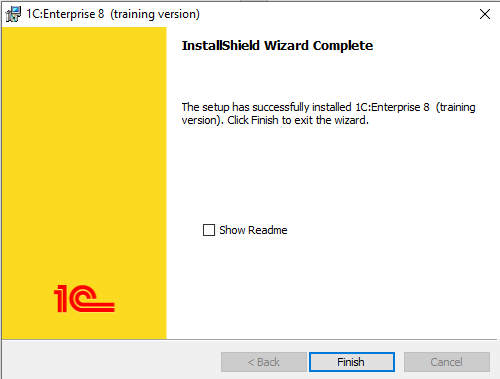 1C:Enterprise 8 (training version)
InstallShield Wizard Complete
The setup has successfully installed 1C:Enterprise 8 (training
version). Click Finish to exit the wizard.
Show Readme
1C
< Back
Finish
Cancel